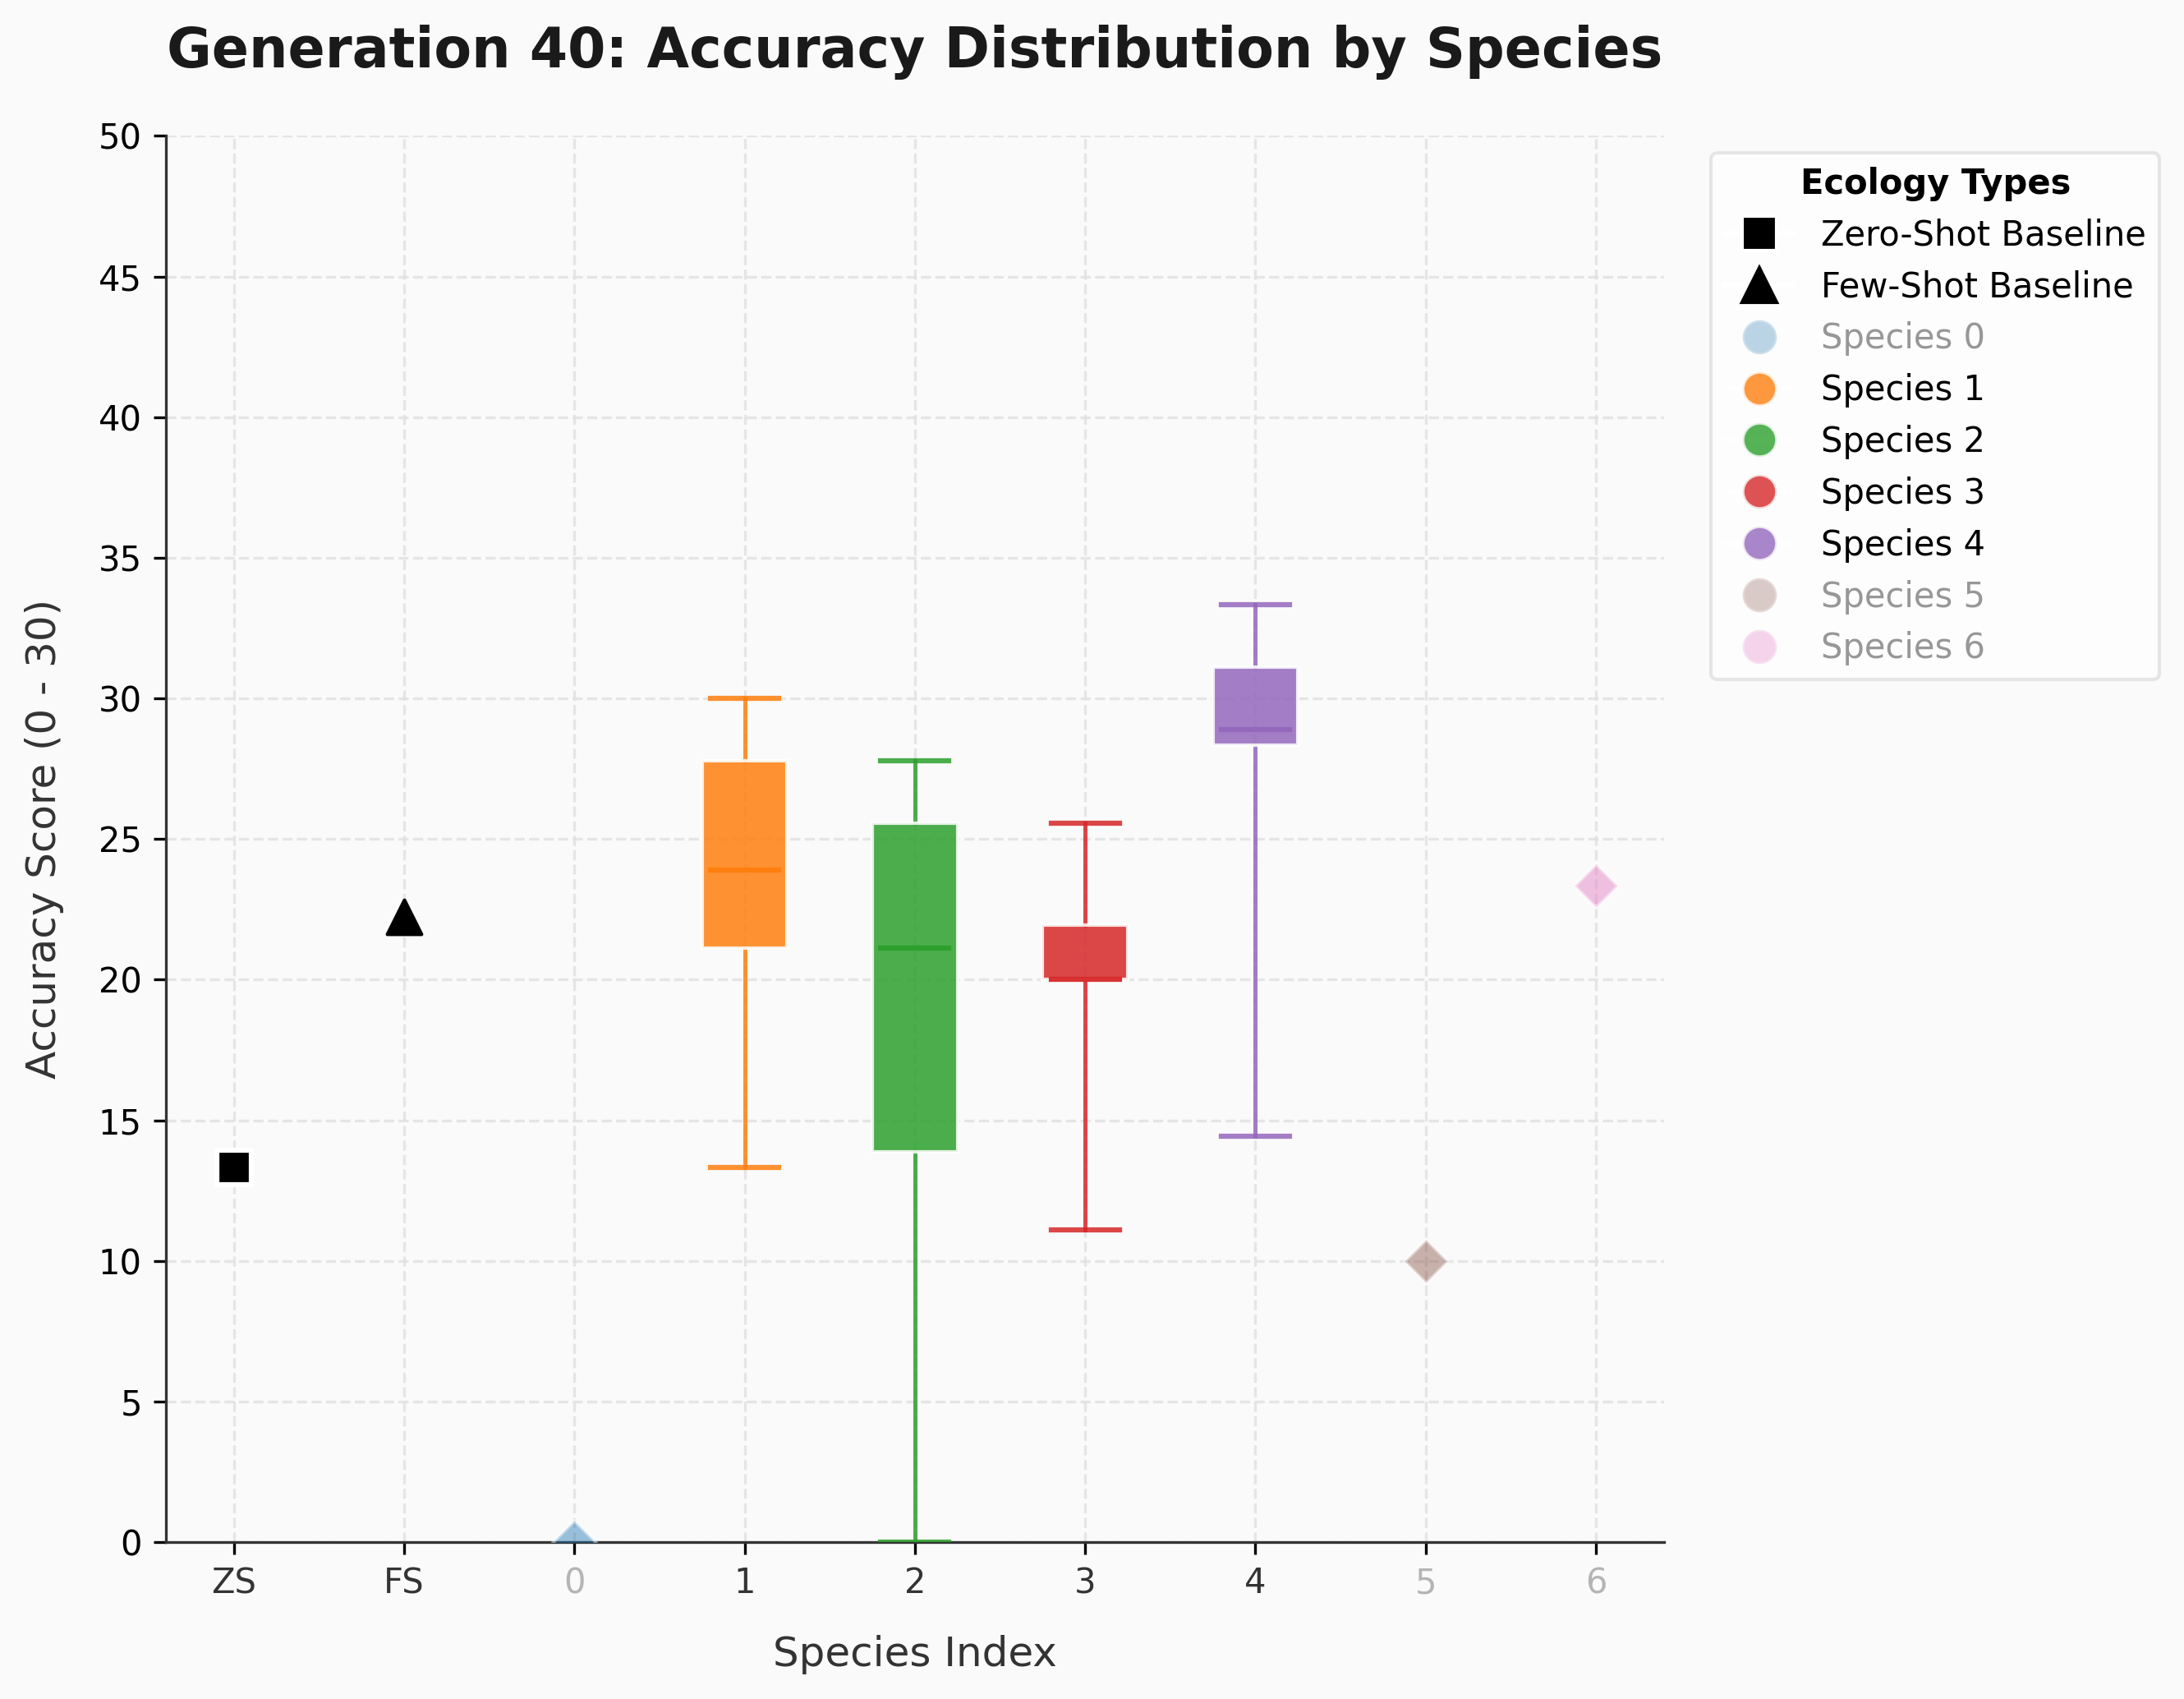 Generation 40: Accuracy Distribution by Species
50
45
40
35
30
25
20
15
10
5
0
Accuracy Score (0 - 30)
ZS FS 0 1 2 3 4 5 6
Species Index
Ecology Types
Zero-Shot Baseline
Few-Shot Baseline
Species 0
Species 1
Species 2
Species 3
Species 4
Species 5
Species 6